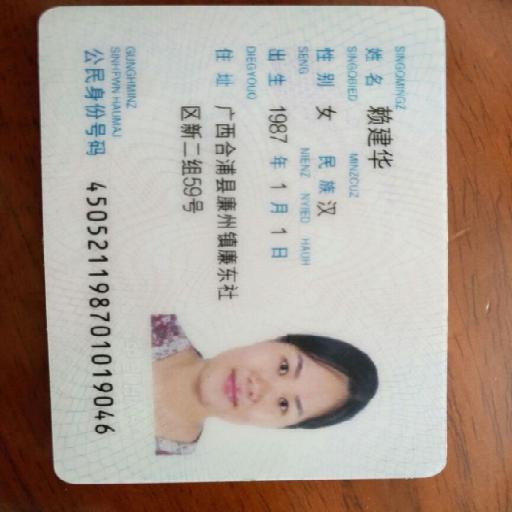 SINGQMINGZ
姓名 赖建华
SINGQBIED MINZCUZ
性别 女 民族 汉
SENG NIENZ NYIED HAUH
出生 1987 年 1 月 1 日
DIEGYOUQ
住址 广西合浦县廉州镇廉东社
区新二组59号
GUNGHMINZ
SINHFWN HAUMAJ
公民身份号码 450521198701019046